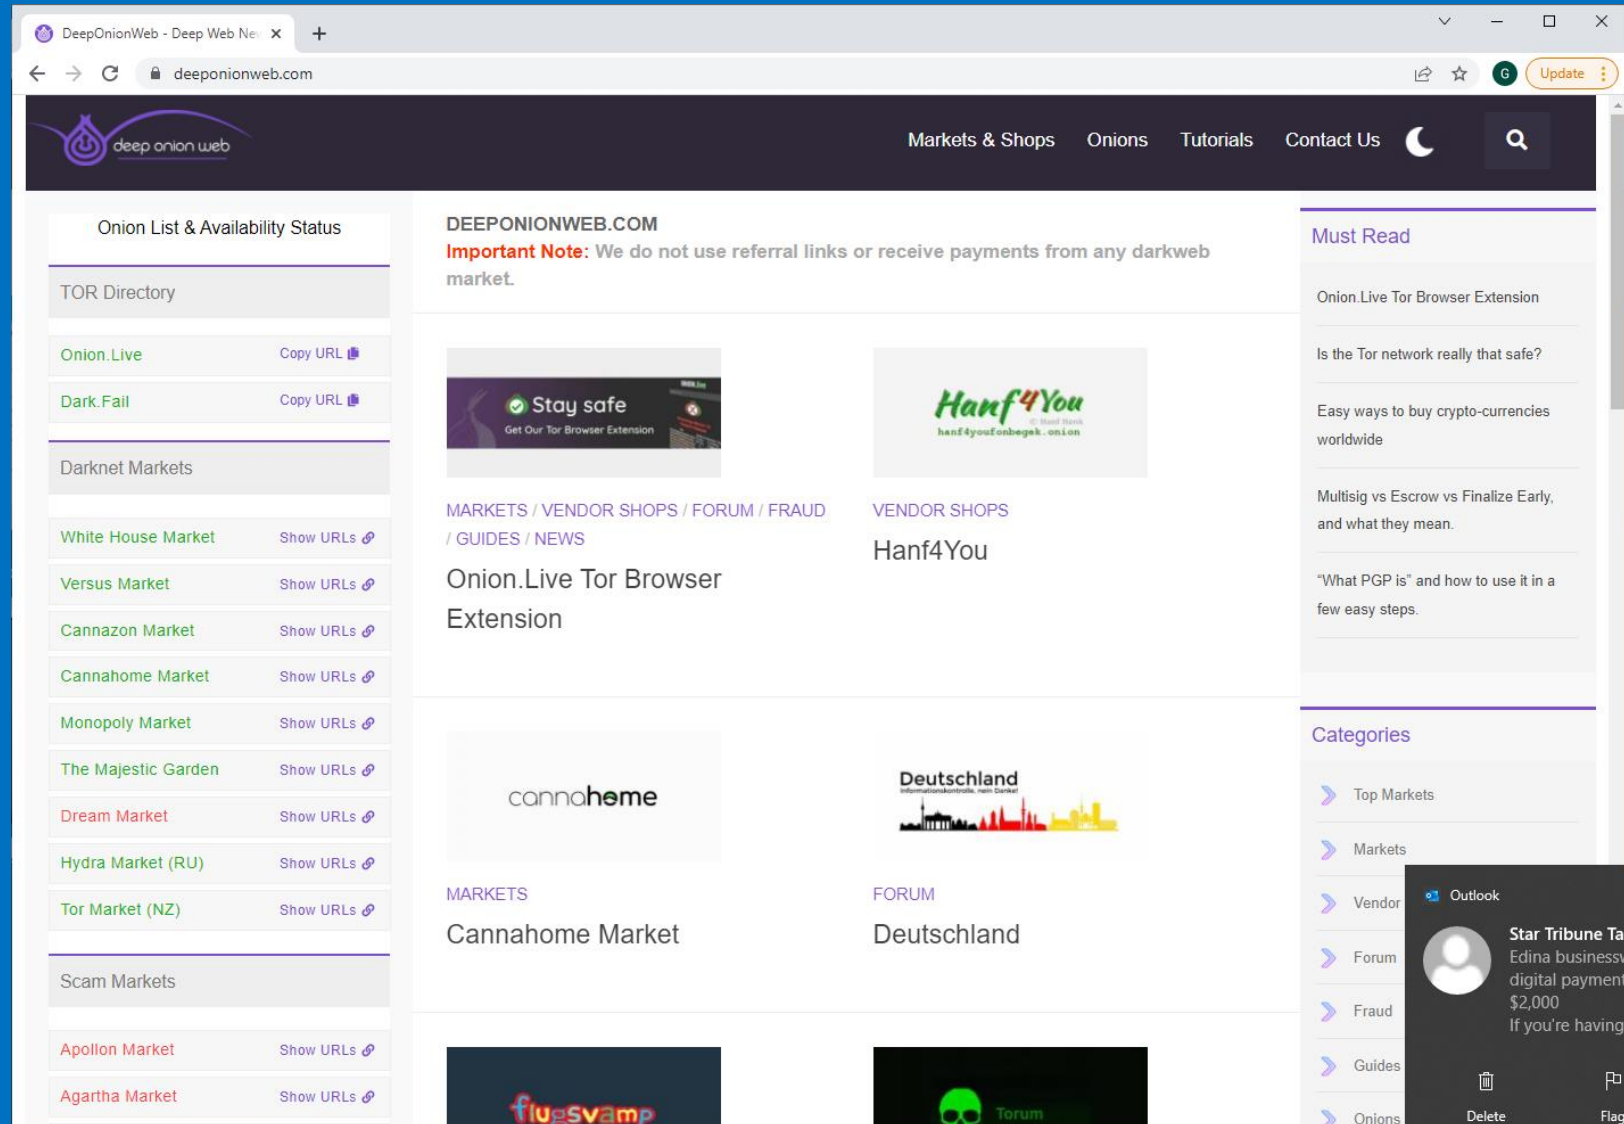 DeepOnionWeb - Deep Web Ne
deeponionweb.com
G
Update
deep onion web
Markets & Shops
Onions
Tutorials
Contact Us
Onion List & Availability Status
TOR Directory
Onion.Live
Copy URL
Dark.Fail
Copy URL
Darknet Markets
White House Market
Show URLs
Versus Market
Show URLs
Cannazon Market
Show URLs
Cannahome Market
Show URLs
Monopoly Market
Show URLs
The Majestic Garden
Show URLs
Dream Market
Show URLs
Hydra Market (RU)
Show URLs
Tor Market (NZ)
Show URLs
Scam Markets
Apollon Market
Show URLs
Agartha Market
Show URLs
DEEPONIONWEB.COM
Important Note: We do not use referral links or receive payments from any darkweb
market.
Stay safe
Get Our Tor Browser Extension
MARKETS / VENDOR SHOPS / FORUM / FRAUD
/ GUIDES / NEWS
Onion.Live Tor Browser
Extension
Hanf4You
© Hanf Henk
hanf4youfonbegek.onion
VENDOR SHOPS
Hanf4You
cannahome
MARKETS
Cannahome Market
Deutschland
Informationskontrolle, nein Danke!
FORUM
Deutschland
flugsvamp
Torum
Must Read
Onion.Live Tor Browser Extension
Is the Tor network really that safe?
Easy ways to buy crypto-currencies
worldwide
Multisig vs Escrow vs Finalize Early,
and what they mean.
“What PGP is” and how to use it in a
few easy steps.
Categories
Top Markets
Markets
Vendor
Forum
Fraud
Guides
Onions
Outlook
Star Tribune Ta
Edina business
digital payment
$2,000
If you're having
Delete
Flag